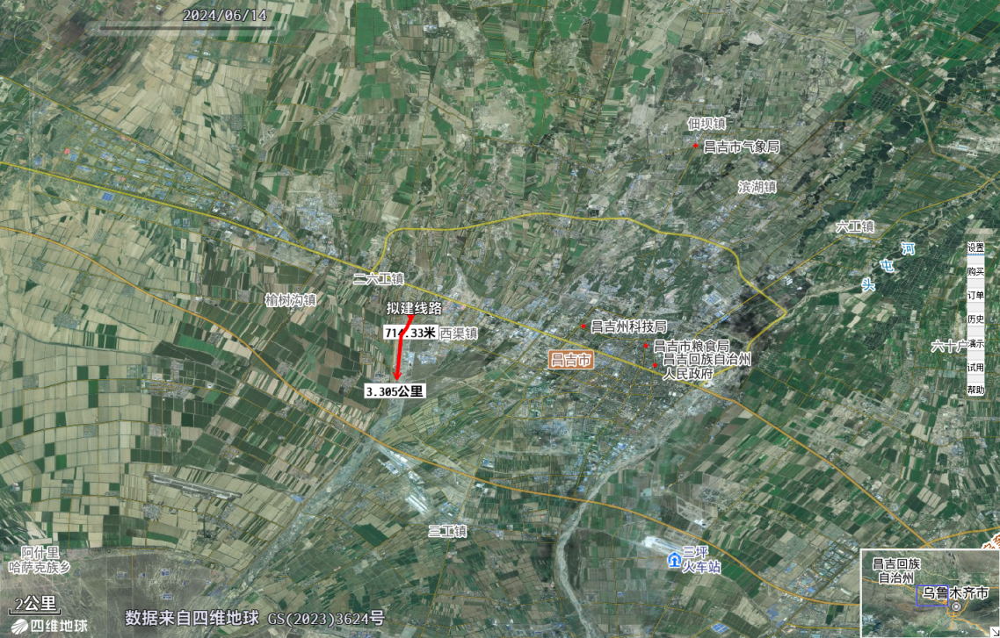 2024/06/14
佃坝镇
昌吉市气象局
滨湖镇
六工镇
河
屯
头
设置
购买
订单
历史
演示
试用
帮助
二六工镇
榆树沟镇
拟建线路
714.33米
西渠镇
昌吉州科技局
昌吉市粮食局
昌吉市
昌吉回族自治州
人民政府
六十户
3.305公里
三工镇
三坪
火车站
阿什里
哈萨克族乡
昌吉回族
自治州
乌鲁木齐市
2公里
四维地球
数据来自四维地球 GS(2023)3624号